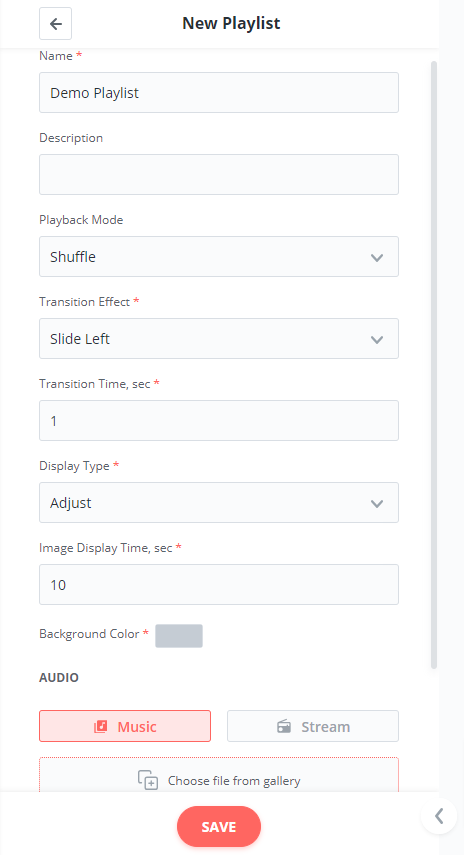 New Playlist
Name *
Demo Playlist
Description
Playback Mode
Shuffle
Transition Effect *
Slide Left
Transition Time, sec *
1
Display Type *
Adjust
Image Display Time, sec *
10
Background Color *
AUDIO
Music
Stream
Choose file from gallery
SAVE